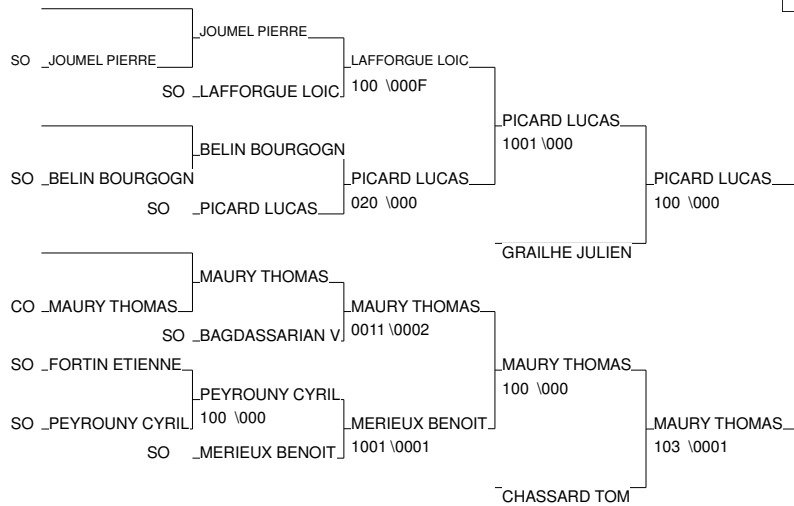 JOUMEL PIERRE
SO JOUMEL PIERRE
LAFFORGUE LOIC
100 \000F
SO LAFFORGUE LOIC
PICARD LUCAS
1001 \000
BELIN BOURGOGN
SO BELIN BOURGOGN
PICARD LUCAS
020 \000
PICARD LUCAS
100 \000
SO PICARD LUCAS
GRAILHE JULIEN
MAURY THOMAS
CO MAURY THOMAS
MAURY THOMAS
0011 \0002
SO BAGDASSARIAN V
SO FORTIN ETIENNE
MAURY THOMAS
100 \000
PEYROUNY CYRIL
100 \000
SO PEYROUNY CYRIL
MERIEUX BENOIT
1001 \0001
MAURY THOMAS
103 \0001
SO MERIEUX BENOIT
CHASSARD TOM